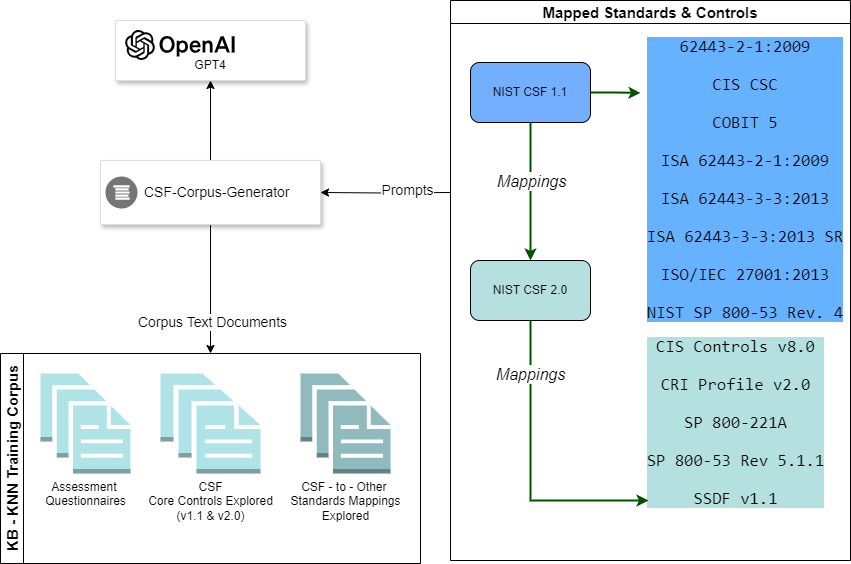 OpenAI
GPT4
CSF-Corpus-Generator
Prompts
Corpus Text Documents
KB - KNN Training Corpus
Assessment
Questionnaires
CSF
Core Controls Explored
(v1.1 & v2.0)
CSF - to - Other
Standards Mappings
Explored
Mapped Standards & Controls
NIST CSF 1.1
Mappings
NIST CSF 2.0
Mappings
62443-2-1:2009
CIS CSC
COBIT 5
ISA 62443-2-1:2009
ISA 62443-3-3:2013
ISA 62443-3-3:2013 SR
ISO/IEC 27001:2013
NIST SP 800-53 Rev. 4
CIS Controls v8.0
CRI Profile v2.0
SP 800-221A
SP 800-53 Rev 5.1.1
SSDF v1.1